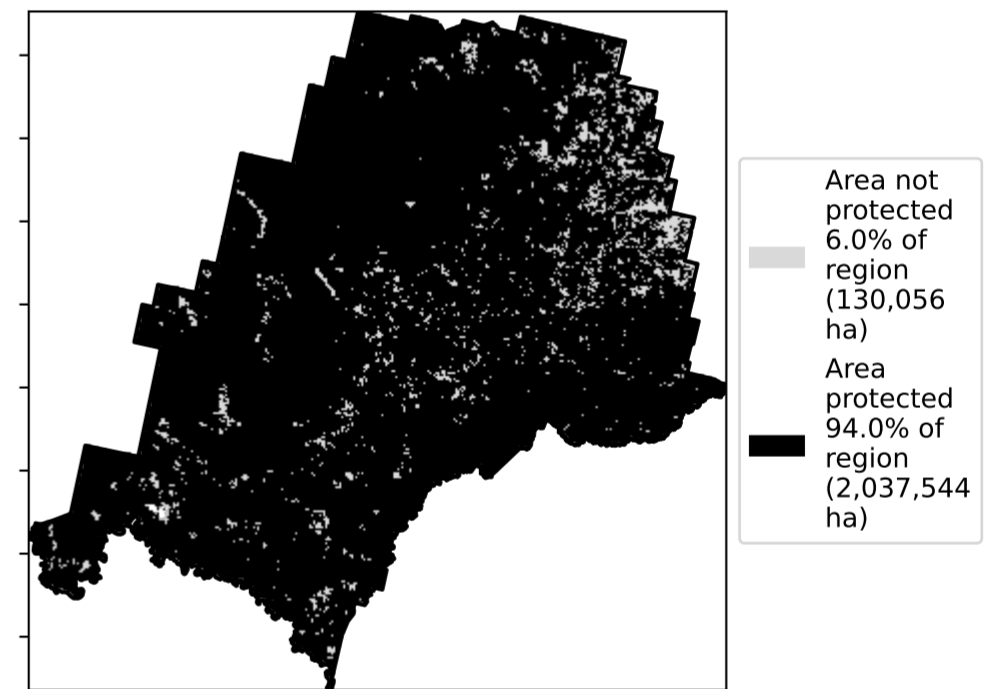 Area not
protected
6.0% of
region
(130,056
ha)
Area
protected
94.0% of
region
(2,037,544
ha)